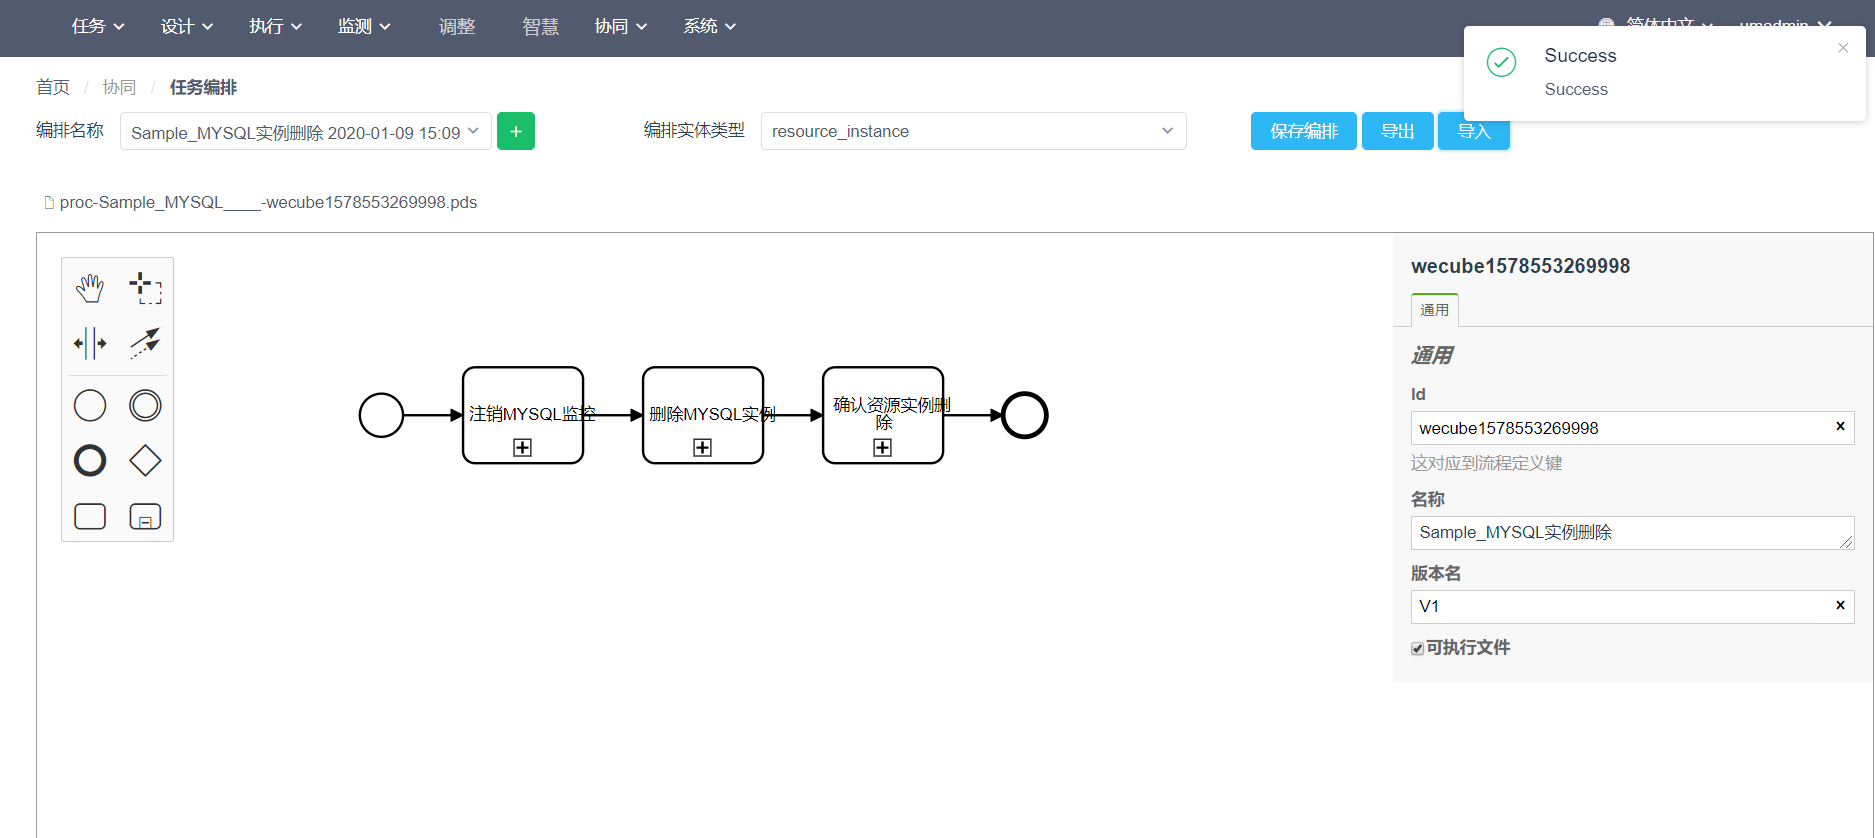 任务 设计 执行 监测 调整 智慧 协同 系统 简体中文 umadmin
Success
Success
首页 / 协同 / 任务编排
编排名称 Sample_MYSQL实例删除 2020-01-09 15:09 + 编排实体类型 resource_instance 保存编排 导出 导入
proc-Sample_MYSQL____-wecube1578553269998.pds
注销MYSQL监控
删除MYSQL实例
确认资源实例删
除
wecube1578553269998
通用
通用
Id
wecube1578553269998
这对应到流程定义键
名称
Sample_MYSQL实例删除
版本名
V1
可执行文件